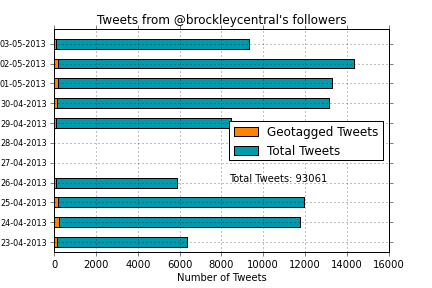 Tweets from @brockleycentral's followers
03-05-2013
02-05-2013
01-05-2013
30-04-2013
29-04-2013
28-04-2013
27-04-2013
26-04-2013
25-04-2013
24-04-2013
23-04-2013
Geotagged Tweets
Total Tweets
Total Tweets: 93061
0 2000 4000 6000 8000 10000 12000 14000 16000
Number of Tweets